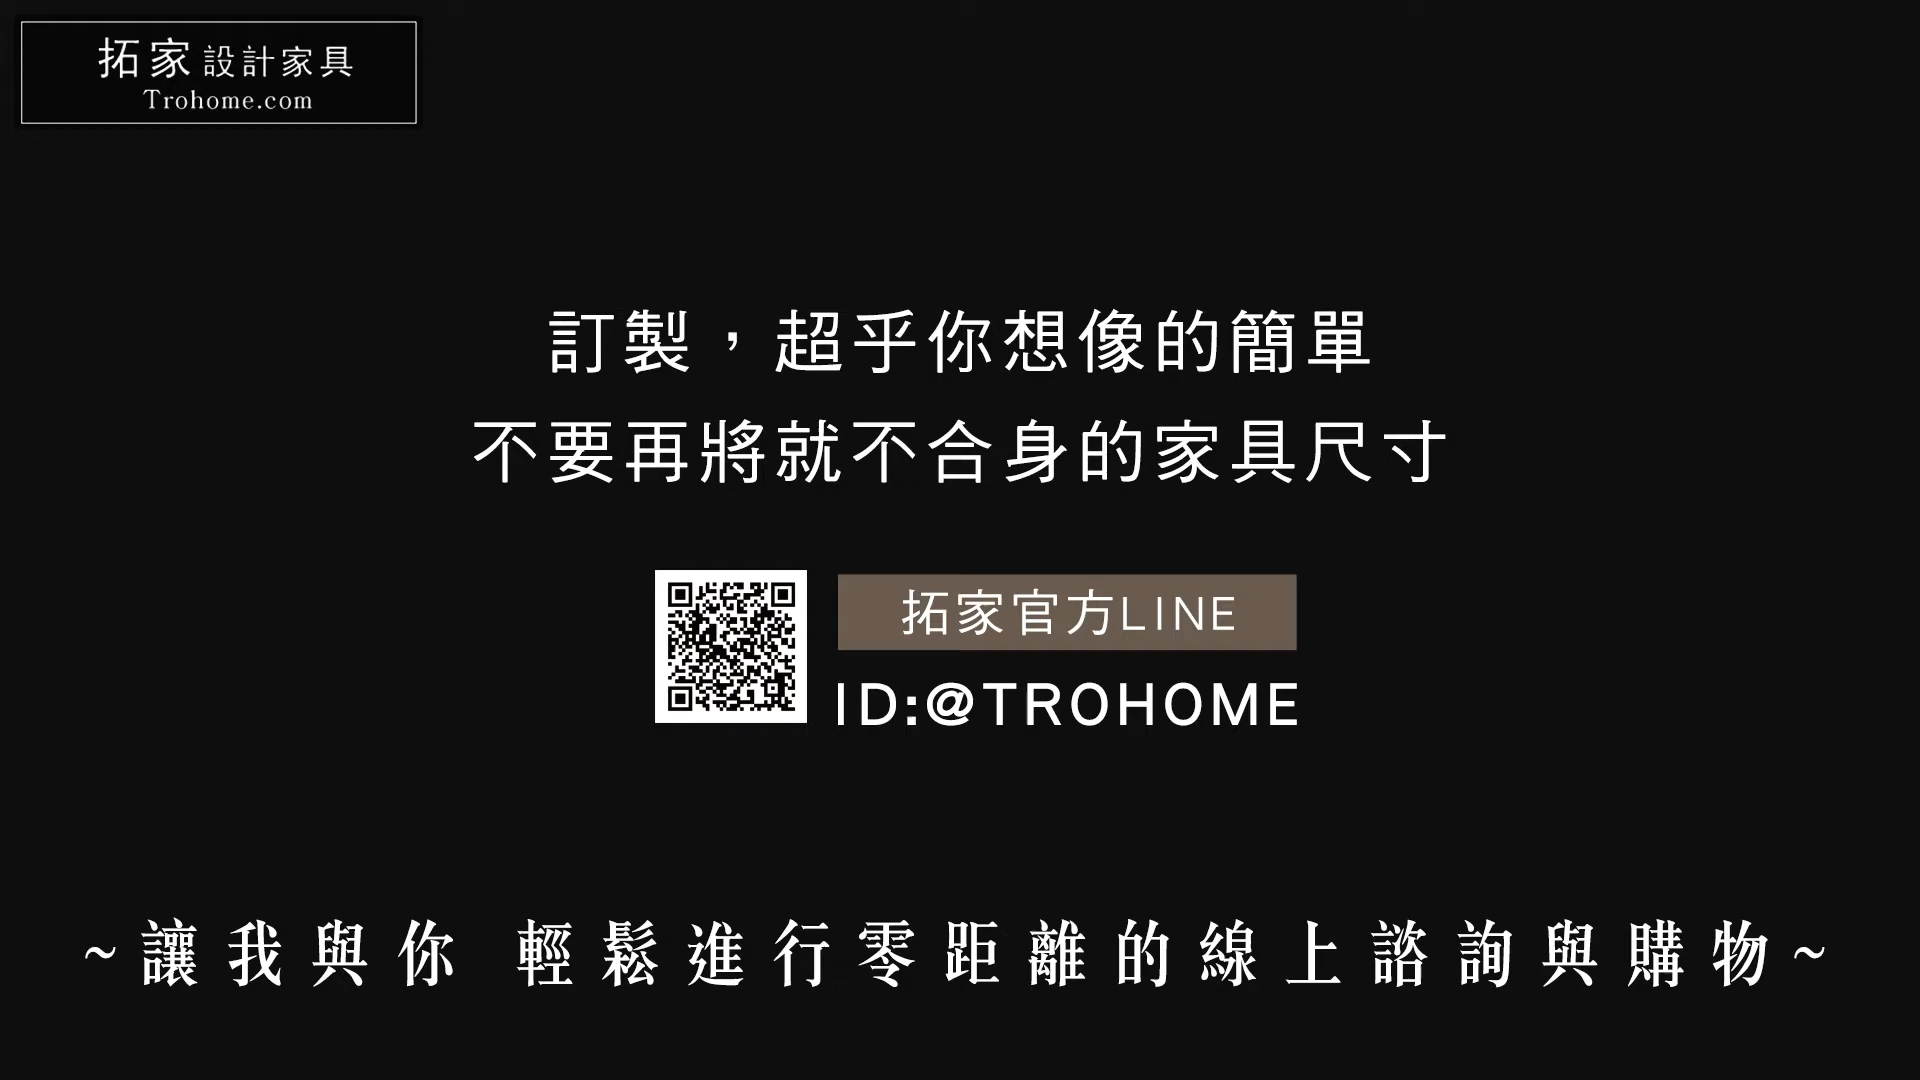 拓家設計家具
Trohome.com
訂製，超乎你想像的簡單
不要再將就不合身的家具尺寸
拓家官方LINE
ID:@TROHOME
~讓我與你 輕鬆進行零距離的線上諮詢與購物~